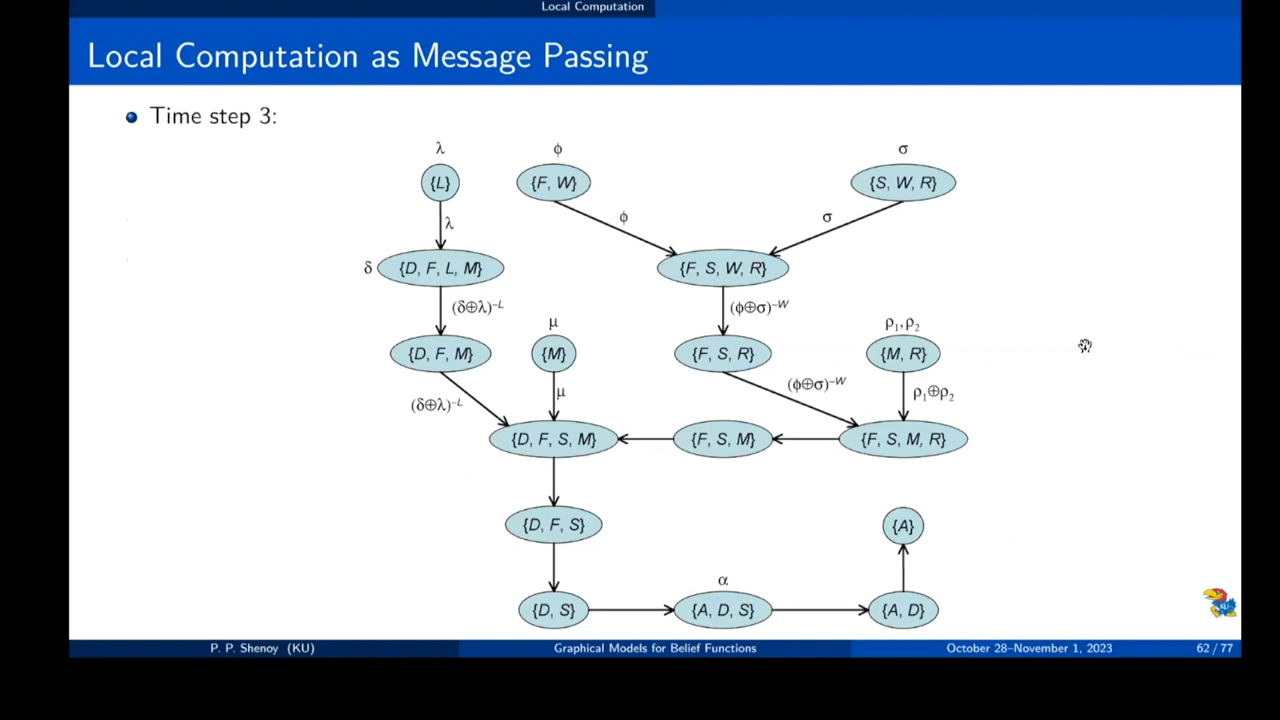 Local Computation
Local Computation as Message Passing
Time step 3:
λ ϕ σ
{L} {F, W} {S, W, R}
λ ϕ σ
δ {D, F, L, M} {F, S, W, R}
(δ⊕λ)⁻ᴸ (ϕ⊕σ)⁻ᵂ
μ ρ₁,ρ₂
{D, F, M} {M} {F, S, R} {M, R}
(δ⊕λ)⁻ᴸ μ (ϕ⊕σ)⁻ᵂ ρ₁⊕ρ₂
{D, F, S, M} {F, S, M} {F, S, M, R}
{D, F, S} {A}
α
{D, S} {A, D, S} {A, D}
KU
P. P. Shenoy (KU) Graphical Models for Belief Functions October 28–November 1, 2023 62 / 77